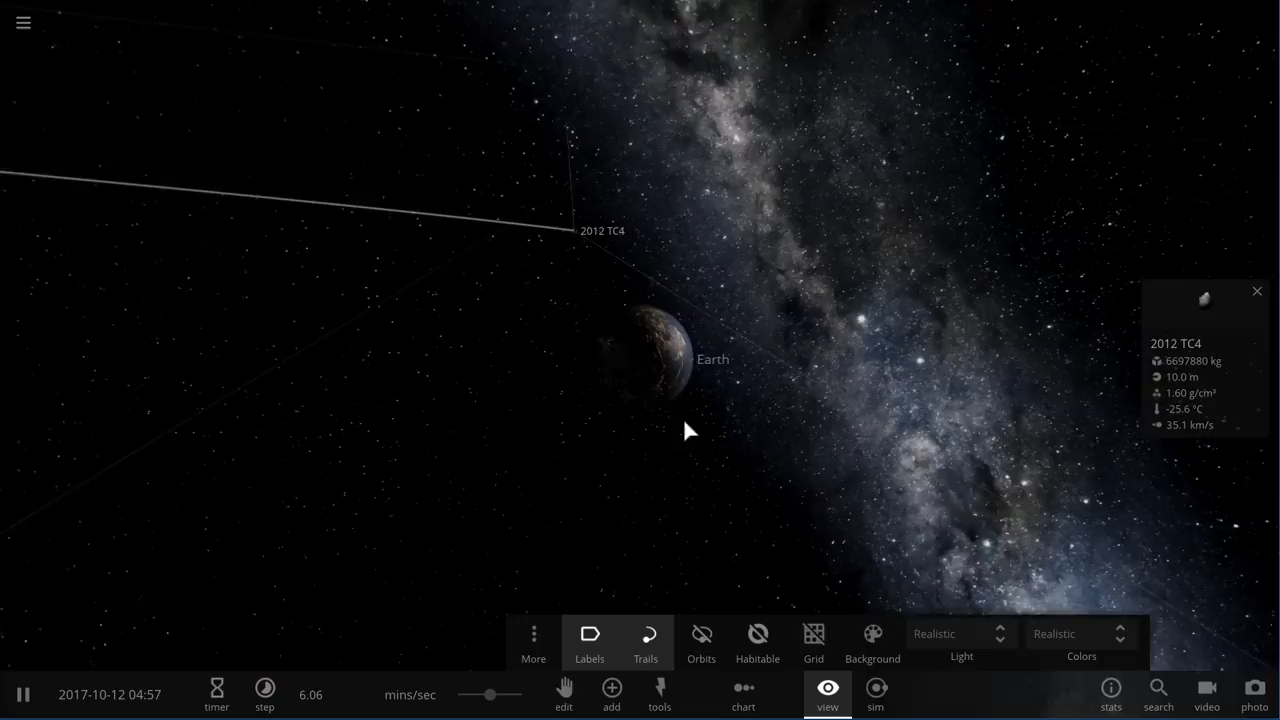 2012 TC4
Earth
2012 TC4
6697880 kg
10.0 m
1.60 g/cm³
-25.6 °C
35.1 km/s
More
Labels
Trails
Orbits
Habitable
Grid
Background
Realistic
Light
Realistic
Colors
2017-10-12 04:57
timer
step
6.06
mins/sec
edit
add
tools
chart
view
sim
stats
search
video
photo